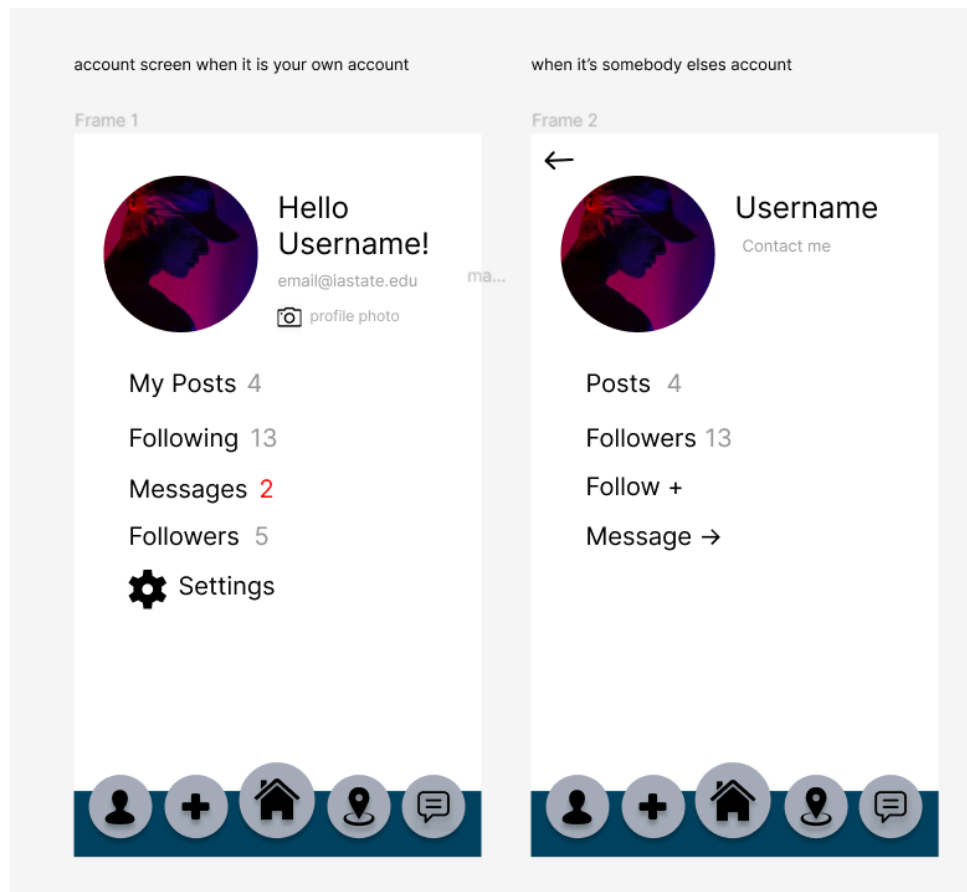 account screen when it is your own account
when it's somebody elses account
Frame 1
Frame 2
Hello
Username!
email@iastate.edu
ma...
profile photo
My Posts 4
Following 13
Messages 2
Followers 5
Settings
Username
Contact me
Posts 4
Followers 13
Follow +
Message →